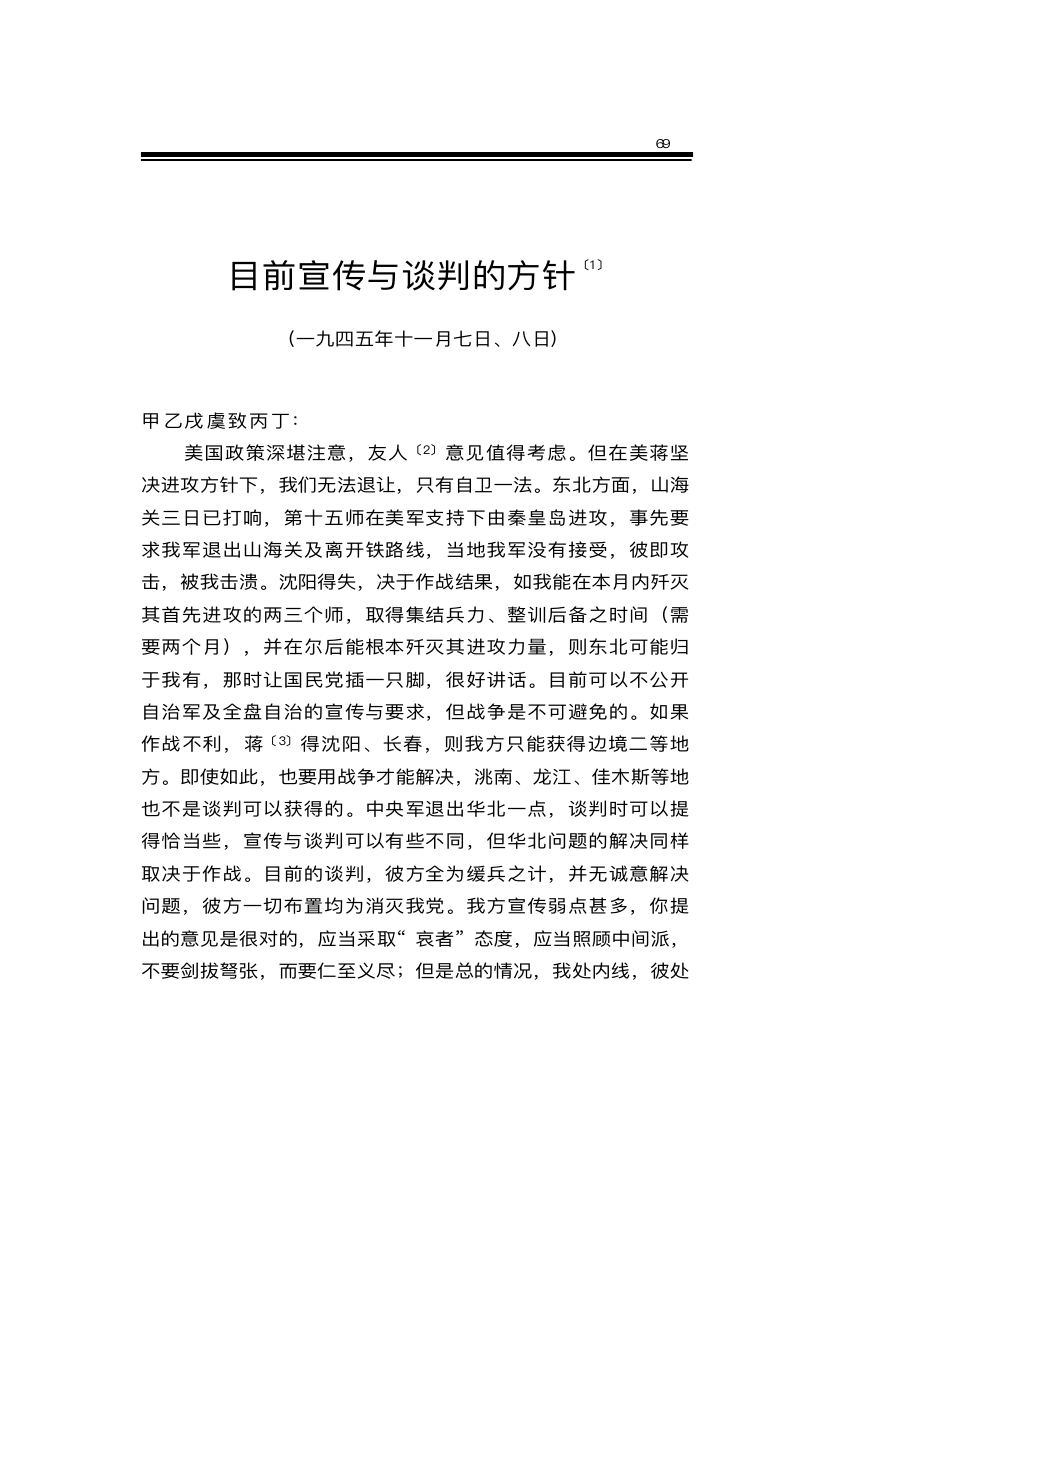 69
目前宣传与谈判的方针〔1〕
（一九四五年十一月七日、八日）
甲乙戌虞致丙丁：
美国政策深堪注意，友人〔2〕意见值得考虑。但在美蒋坚
决进攻方针下，我们无法退让，只有自卫一法。东北方面，山海
关三日已打响，第十五师在美军支持下由秦皇岛进攻，事先要
求我军退出山海关及离开铁路线，当地我军没有接受，彼即攻
击，被我击溃。沈阳得失，决于作战结果，如我能在本月内歼灭
其首先进攻的两三个师，取得集结兵力、整训后备之时间（需
要两个月），并在尔后能根本歼灭其进攻力量，则东北可能归
于我有，那时让国民党插一只脚，很好讲话。目前可以不公开
自治军及全盘自治的宣传与要求，但战争是不可避免的。如果
作战不利，蒋〔3〕得沈阳、长春，则我方只能获得边境二等地
方。即使如此，也要用战争才能解决，洮南、龙江、佳木斯等地
也不是谈判可以获得的。中央军退出华北一点，谈判时可以提
得恰当些，宣传与谈判可以有些不同，但华北问题的解决同样
取决于作战。目前的谈判，彼方全为缓兵之计，并无诚意解决
问题，彼方一切布置均为消灭我党。我方宣传弱点甚多，你提
出的意见是很对的，应当采取“哀者”态度，应当照顾中间派，
不要剑拔弩张，而要仁至义尽；但是总的情况，我处内线，彼处